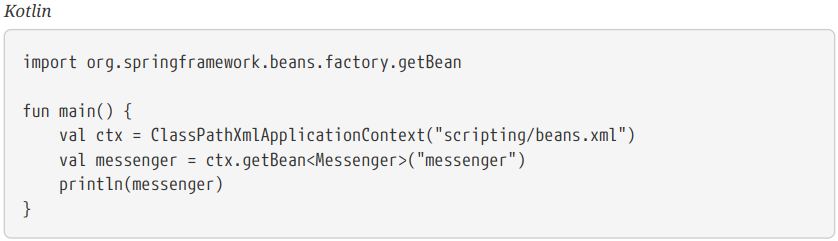 Kotlin
import org.springframework.beans.factory.getBean
fun main() {
    val ctx = ClassPathXmlApplicationContext("scripting/beans.xml")
    val messenger = ctx.getBean<Messenger>("messenger")
    println(messenger)
}